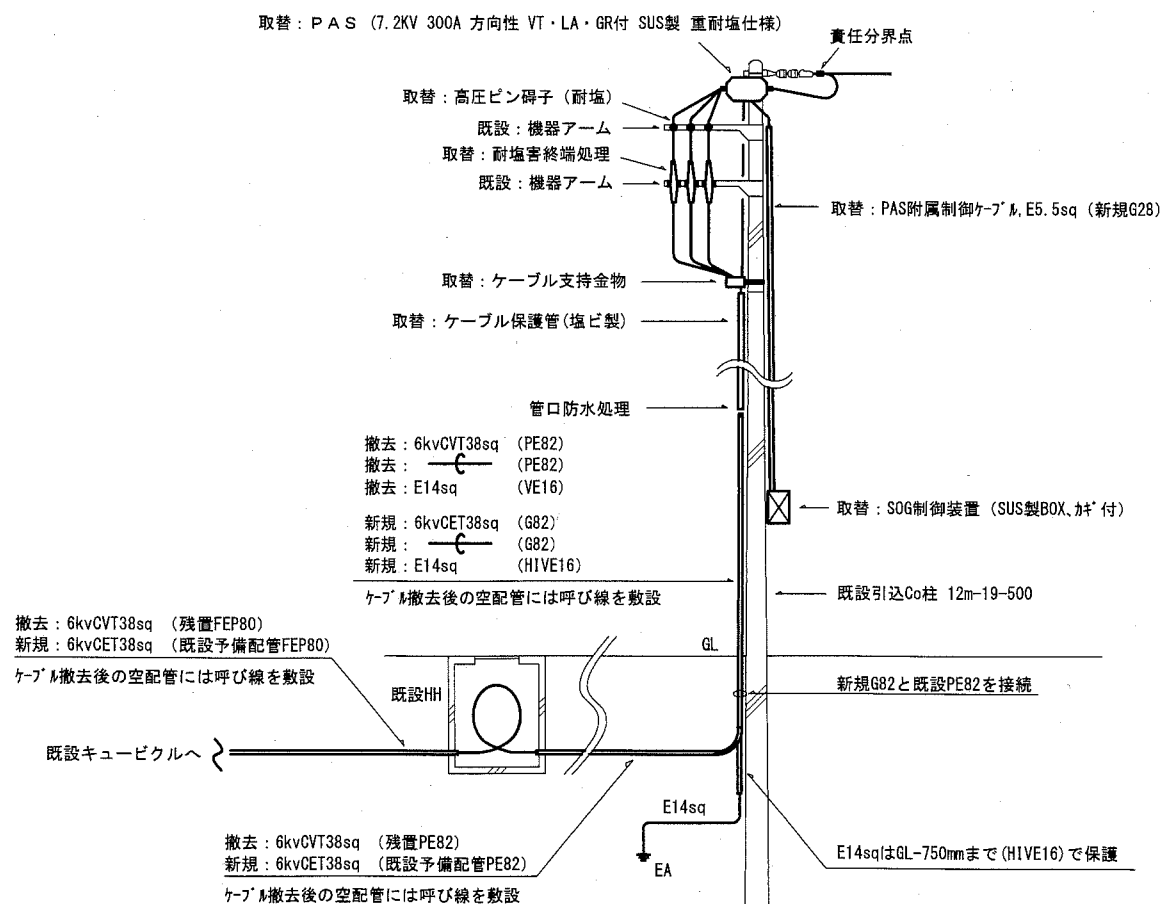 取替：ＰＡＳ (7.2KV 300A 方向性 VT・LA・GR付 SUS製 重耐塩仕様)
責任分界点
取替：高圧ピン碍子（耐塩）
既設：機器アーム
取替：耐塩害終端処理
既設：機器アーム
取替：PAS附属制御ｹｰﾌﾞﾙ,E5.5sq (新規G28)
取替：ケーブル支持金物
取替：ケーブル保護管(塩ビ製)
管口防水処理
撤去：6kvCVT38sq (PE82)
撤去： (PE82)
撤去：E14sq (VE16)
新規：6kvCET38sq (G82)
新規： (G82)
新規：E14sq (HIVE16)
ｹｰﾌﾞﾙ撤去後の空配管には呼び線を敷設
取替：SOG制御装置 (SUS製BOX、ｶｷﾞ付)
既設引込Co柱 12m-19-500
撤去：6kvCVT38sq (残置FEP80)
新規：6kvCET38sq (既設予備配管FEP80)
ｹｰﾌﾞﾙ撤去後の空配管には呼び線を敷設
GL
既設HH
新規G82と既設PE82を接続
既設キュービクルへ
E14sq
EA
撤去：6kvCVT38sq (残置PE82)
新規：6kvCET38sq (既設予備配管PE82)
ｹｰﾌﾞﾙ撤去後の空配管には呼び線を敷設
E14sqはGL-750mmまで(HIVE16)で保護